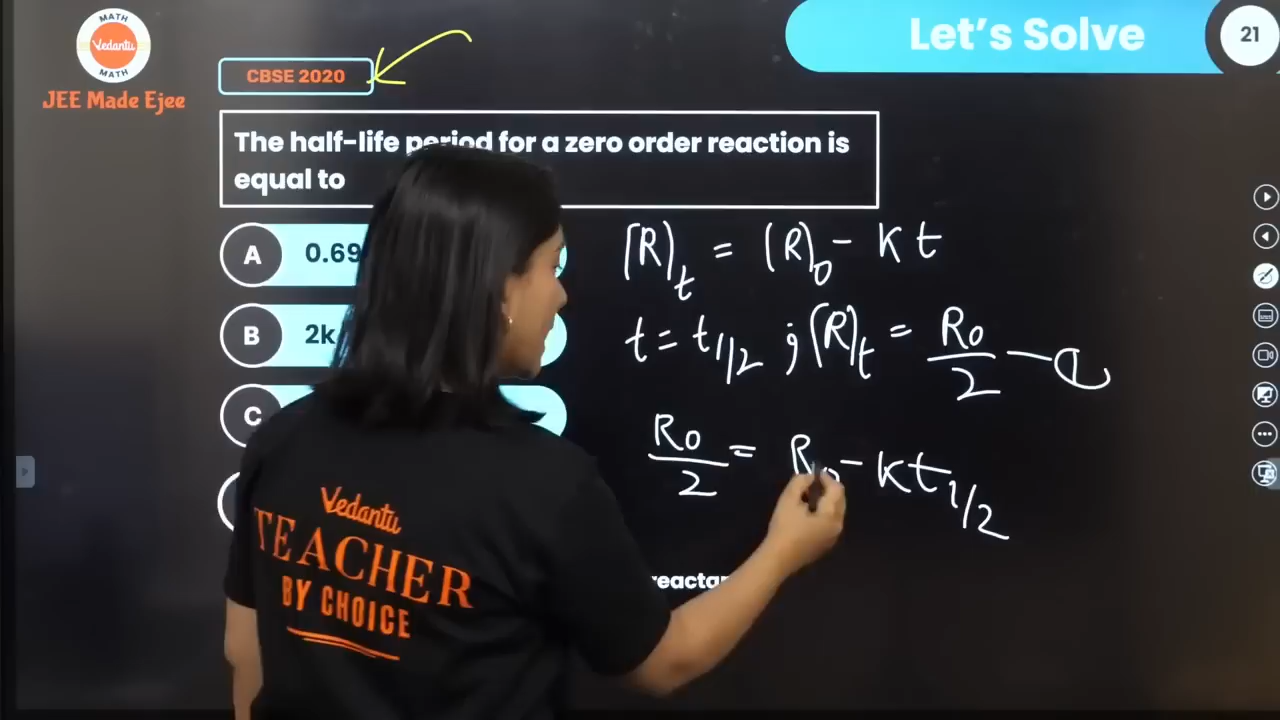 MATH
Vedantu
MATH
JEE Made Ejee
Let's Solve
21
CBSE 2020
The half-life period for a zero order reaction is
equal to
A 0.69
B 2k
C
[R]t = [R]0 - Kt
t = t1/2 ; [R]t = R0/2
R0/2 = R0 - Kt1/2
Vedantu
TEACHER
BY CHOICE